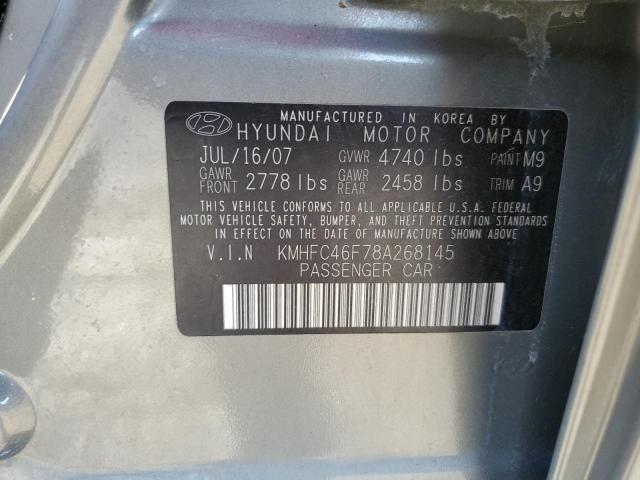 MANUFACTURED IN KOREA BY
HYUNDAI MOTOR COMPANY
JUL/16/07 GVWR 4740 lbs PAINT M9
GAWR FRONT 2778 lbs GAWR REAR 2458 lbs TRIM A9
THIS VEHICLE CONFORMS TO ALL APPLICABLE U.S.A. FEDERAL
MOTOR VEHICLE SAFETY, BUMPER, AND THEFT PREVENTION STANDARDS
IN EFFECT ON THE DATE OF MANUFACTURE SHOWN ABOVE.
V.I.N KMHFC46F78A268145
PASSENGER CAR